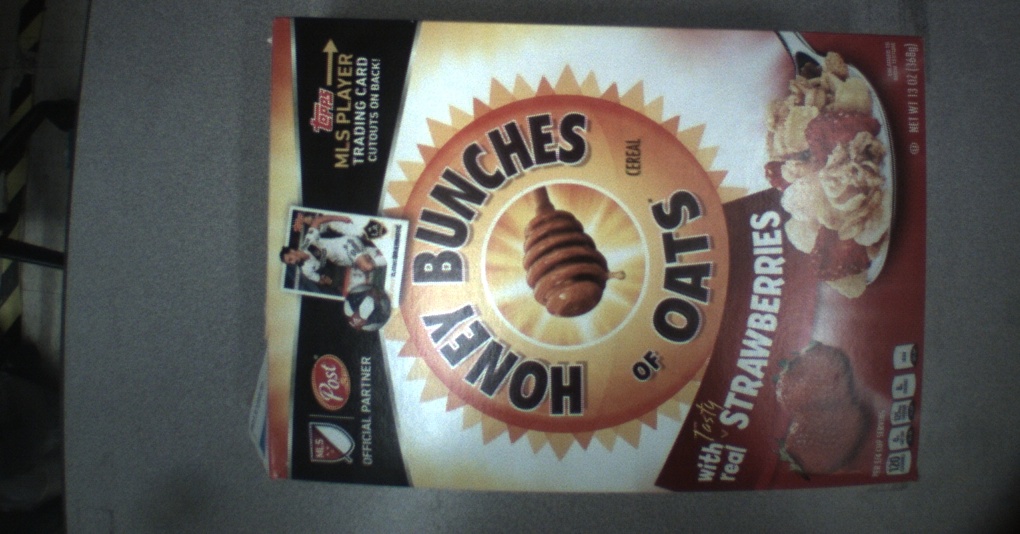 Topps
MLS PLAYER
TRADING CARD
CUTOUTS ON BACK!
MLS
Post
OFFICIAL PARTNER
HONEY BUNCHES
OF OATS
CEREAL
with Tasty
real STRAWBERRIES
120
NET WT 13 OZ (368g)